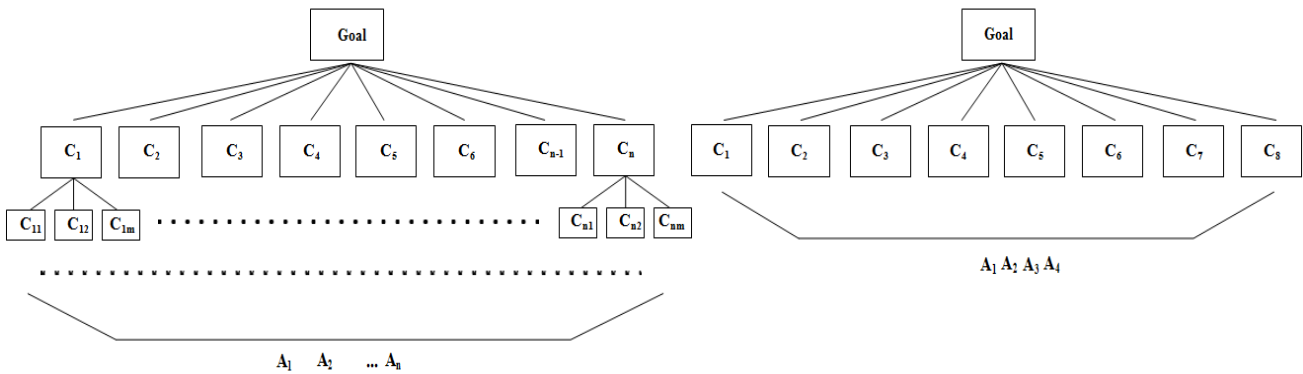 Goal
C1 C2 C3 C4 C5 C6 Cn-1 Cn
C11 C12 C1m Cn1 Cn2 Cnm
A1 A2 ... An
Goal
C1 C2 C3 C4 C5 C6 C7 C8
A1 A2 A3 A4